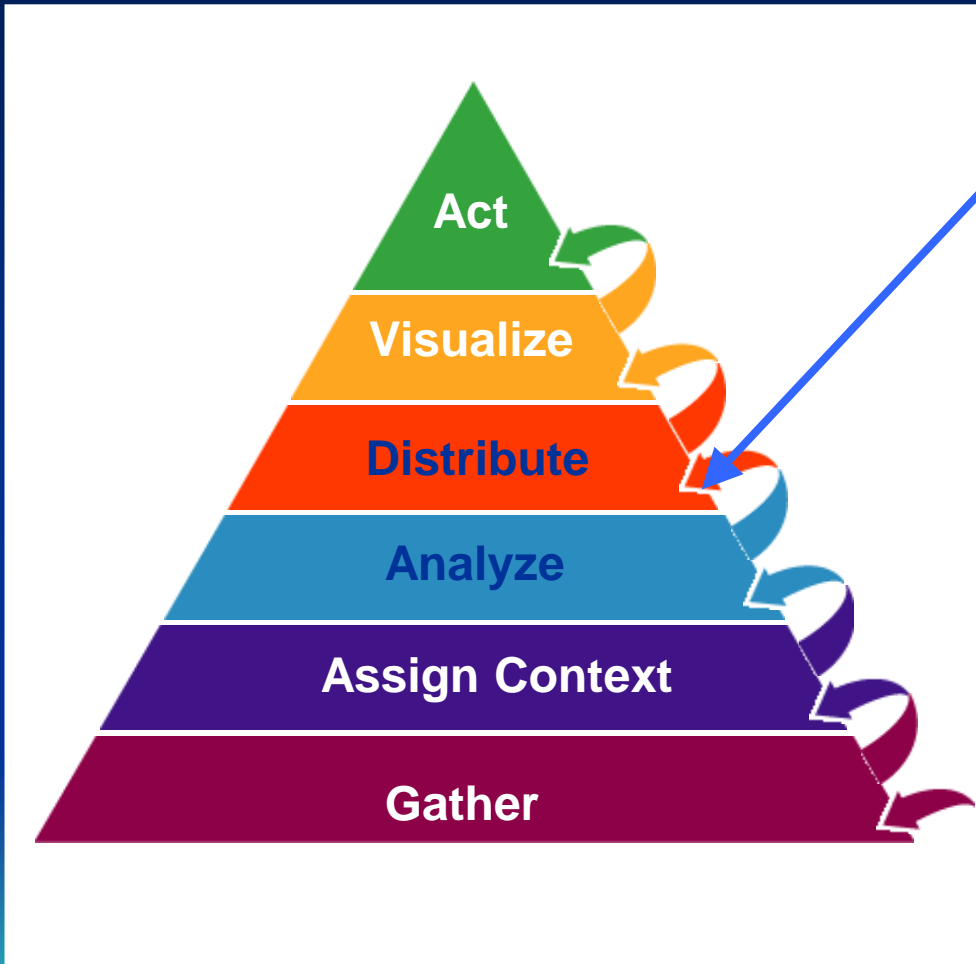 Act
Visualize
Distribute
Analyze
Assign Context
Gather